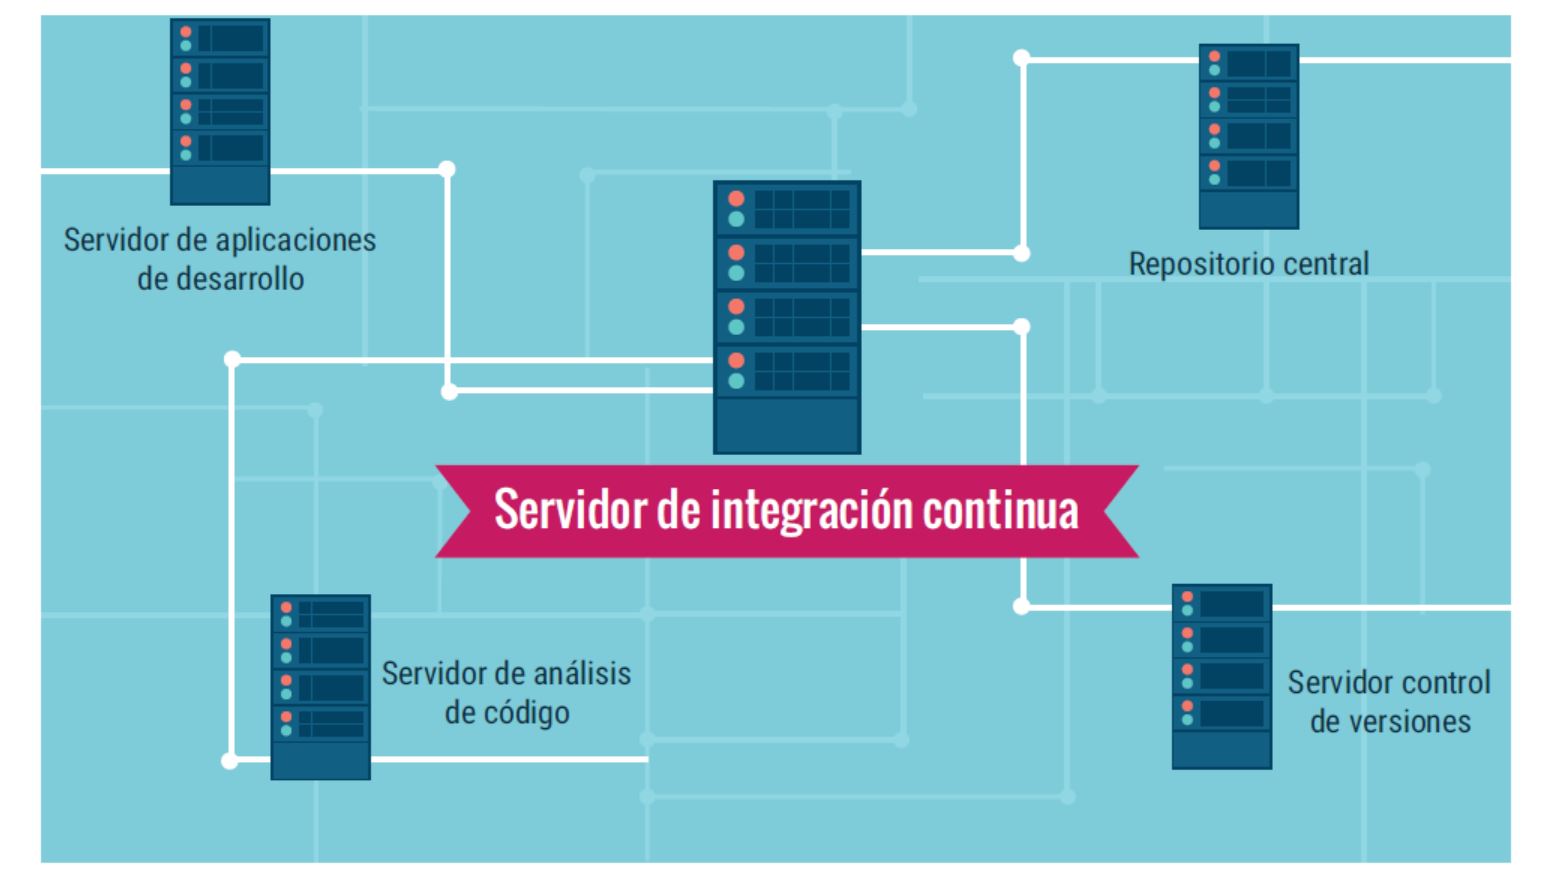 Servidor de aplicaciones
de desarrollo
Repositorio central
Servidor de integración continua
Servidor de análisis
de código
Servidor control
de versiones